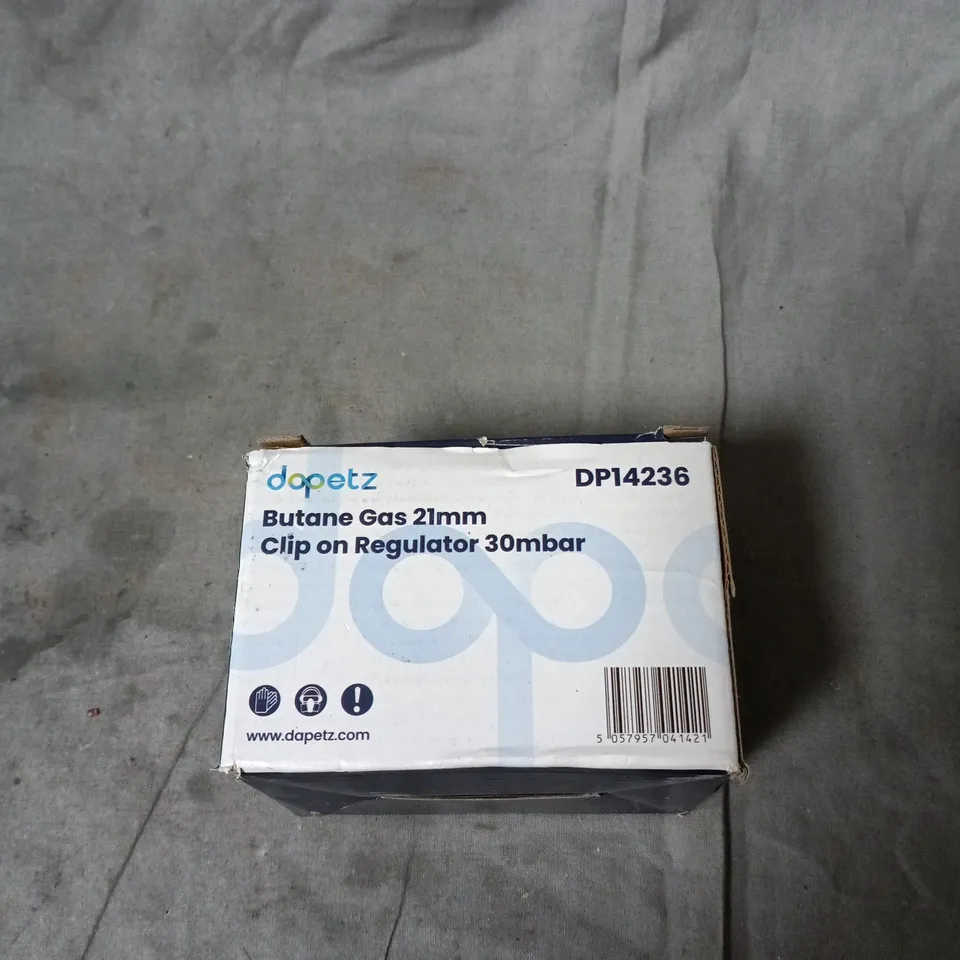 dapetz
DP14236
Butane Gas 21mm
Clip on Regulator 30mbar
www.dapetz.com
5 057957 041421